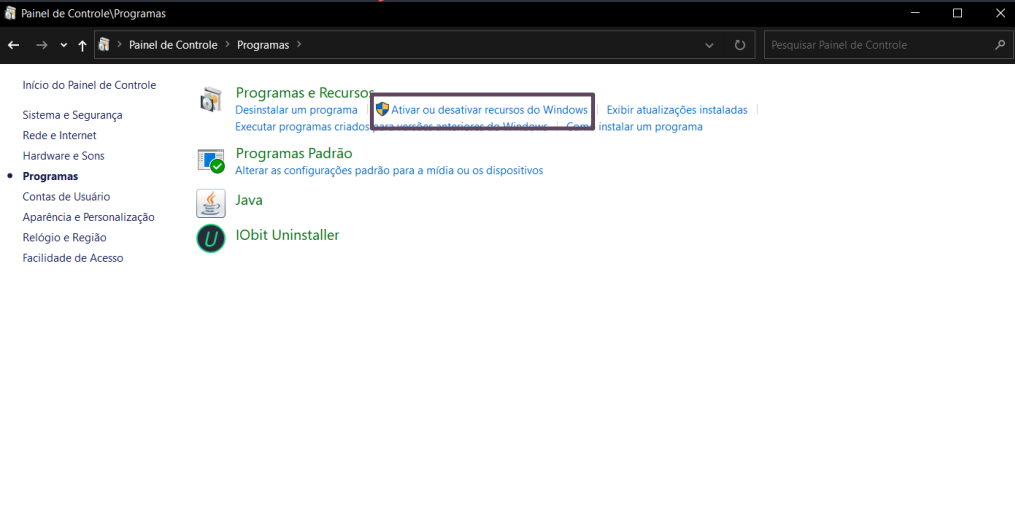 Painel de Controle\Programas
Painel de Controle > Programas >
Pesquisar Painel de Controle
Início do Painel de Controle
Sistema e Segurança
Rede e Internet
Hardware e Sons
Programas
Contas de Usuário
Aparência e Personalização
Relógio e Região
Facilidade de Acesso
Programas e Recursos
Desinstalar um programa | Ativar ou desativar recursos do Windows | Exibir atualizações instaladas |
Executar programas criados para versões anteriores do Windows | Como instalar um programa
Programas Padrão
Alterar as configurações padrão para a mídia ou os dispositivos
Java
IObit Uninstaller